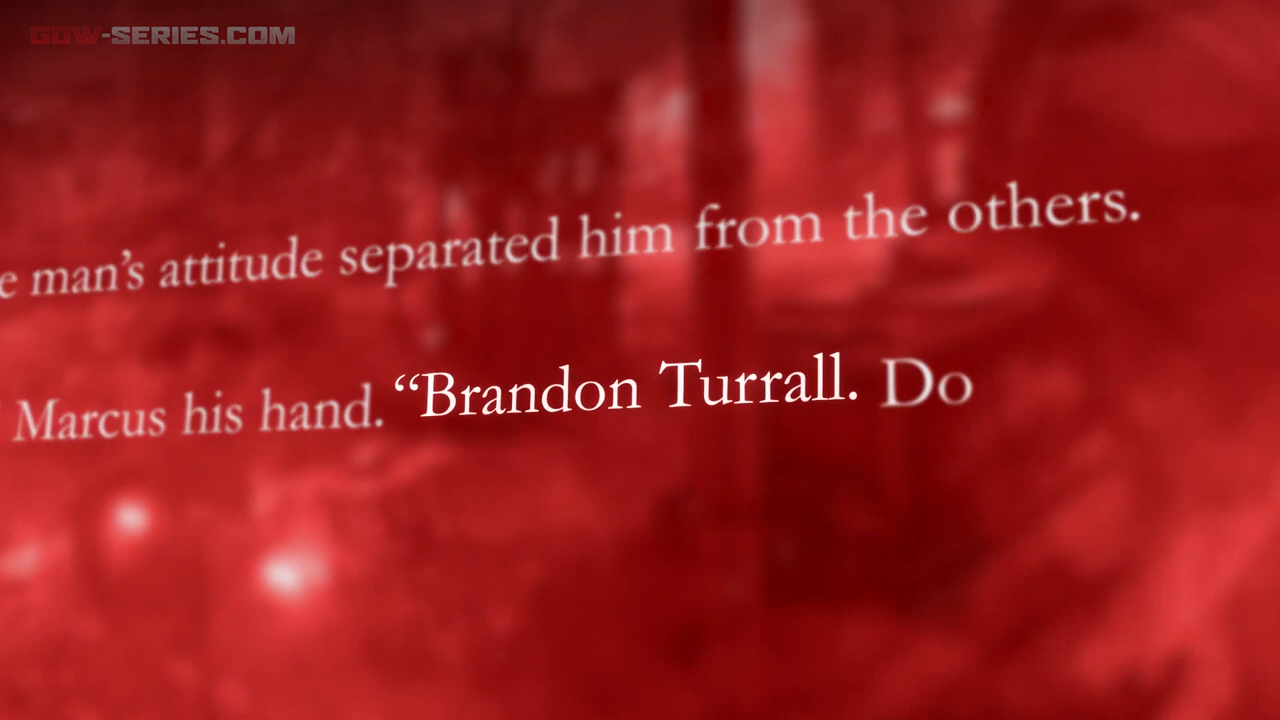 GOW-SERIES.COM
e man’s attitude separated him from the others.
Marcus his hand. “Brandon Turrall. Do